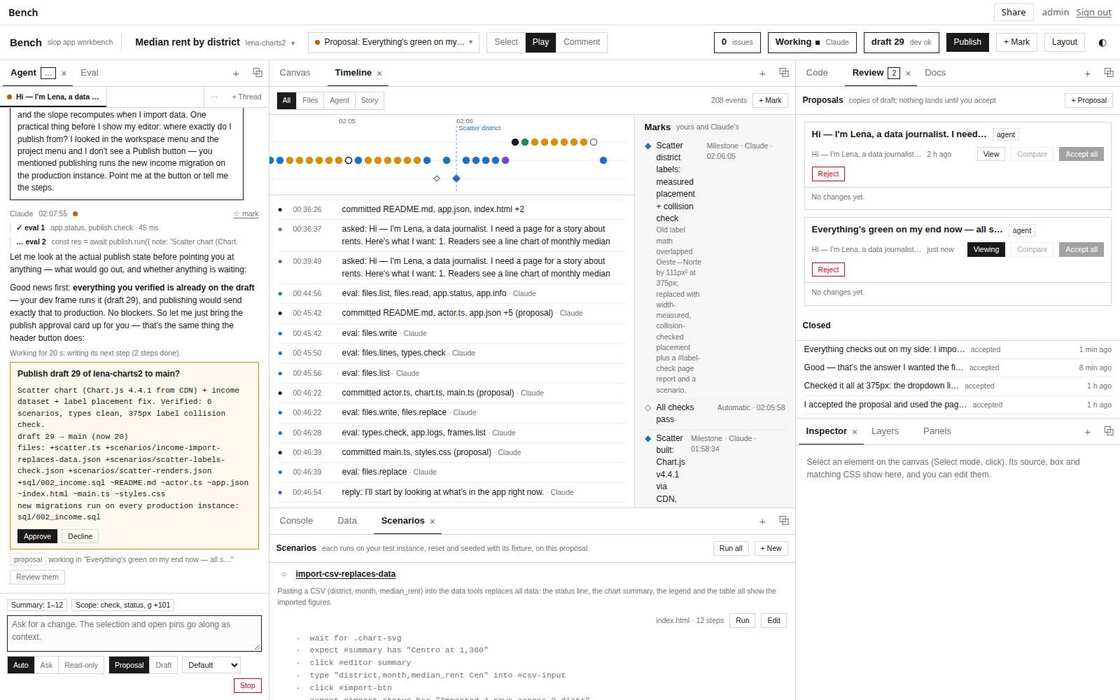 Bench
Share
admin
Sign out
Bench
slop app workbench
Median rent by district
lena-charts2
Proposal: Everything's green on my…
Select
Play
Comment
0 issues
Working ■ Claude
draft 29 dev ok
Publish
+ Mark
Layout
Agent
…
×
Eval
+
Hi — I'm Lena, a data …
…
+ Thread
and the slope recomputes when I import data. One
practical before I show my editor: where exactly do I
publish from? I looked in the workspace menu and the
project menu and I don't see a Publish button — you
mentioned publishing runs the new income migration on
the production instance. Point me at the button or tell me
the steps.
Claude 02:07:55
☆ mark
✓ eval 1 app.status, publish.check · 45 ms
… eval 2 const res = await publish.run({ note: 'Scatter chart (Chart.
Let me look at the actual publish state before pointing you at
anything — what would go out, and whether anything is waiting:
Good news first: everything you verified is already on the draft
— your dev frame runs it (draft 29), and publishing would send
exactly that to production. No blockers. So let me just bring the
publish approval card up for you — that's the same thing the
header button does:
Working for 20 s: writing its next step (2 steps done).
Publish draft 29 of lena-charts2 to main?
Scatter chart (Chart.js 4.4.1 from CDN) + income
dataset + label placement fix. Verified: 6
scenarios, types clean, 375px label collision
check.
draft 29 → main (now 20)
files: +scatter.ts +scenarios/income-import-
replaces-data.json +scenarios/scatter-labels-
check.json +scenarios/scatter-renders.json
+sql/002_income.sql ~README.md ~actor.ts ~app.json
~index.html ~main.ts ~styles.css
new migrations run on every production instance:
sql/002_income.sql
Approve
Decline
proposal working in "Everything's green on my end now — all s…"
Review them
Summary: 1–12
Scope: check, status, g +101
Ask for a change. The selection and open pins go along as
context.
Auto
Ask
Read-only
Proposal
Draft
Default
Stop
Canvas
Timeline
×
+
All
Files
Agent
Story
208 events
+ Mark
02:05
02:06
Scatter district
00:36:26 committed README.md, app.json, index.html +2
00:36:37 asked: Hi — I'm Lena, a data journalist. I need a page for a story about
rents. Here's what I want: 1. Readers see a line chart of monthly median
00:39:49 asked: Hi — I'm Lena, a data journalist. I need a page for a story about
rents. Here's what I want: 1. Readers see a line chart of monthly median
00:44:56 eval: files.list, files.read, app.status, app.info · Claude
00:45:42 committed README.md, actor.ts, app.json +5 (proposal) · Claude
00:45:42 eval: files.write · Claude
00:45:50 eval: files.lines, types.check · Claude
00:45:56 eval: files.list · Claude
00:46:22 committed actor.ts, chart.ts, main.ts (proposal) · Claude
00:46:22 eval: files.write, files.replace · Claude
00:46:28 eval: types.check, app.logs, frames.list · Claude
00:46:39 committed main.ts, styles.css (proposal) · Claude
00:46:39 eval: files.replace · Claude
00:46:54 reply: I'll start by looking at what's in the app right now. · Claude
Marks
yours and Claude's
Scatter
district
labels:
measured
placement
+ collision
check
Milestone · Claude ·
02:06:05
Old label
math
overlapped
Oeste↔Norte
by 111px² at
375px;
replaced with
width-
measured,
collision-
checked
placement
plus a #label-
check page
report and a
scenario.
All checks
pass
Automatic · 02:05:58
Scatter
built:
Chart.js
v4.4.1
via
CDN,
Milestone · Claude ·
01:58:34
Console
Data
Scenarios
×
+
Scenarios
each runs on your test instance, reset and seeded with its fixture, on this proposal
Run all
+ New
import-csv-replaces-data
Pasting a CSV (district, month, median_rent) into the data tools replaces all data: the status line, the chart summary, the legend and the table all show the
imported figures.
index.html · 12 steps
Run
Edit
· wait for .chart-svg
· expect #summary has "Centro at 1,360"
· click #editor summary
· type "district,month,median_rent Cen" into #csv-input
· click #import-btn
Code
Review
2
×
Docs
+
Proposals
copies of draft; nothing lands until you accept
+ Proposal
Hi — I'm Lena, a data journalist. I need…
agent
Hi — I'm Lena, a data journalist…
2 h ago
View
Compare
Accept all
Reject
No changes yet.
Everything's green on my end now — all s…
agent
Hi — I'm Lena, a data journalist…
just now
Viewing
Compare
Accept all
Reject
No changes yet.
Closed
Everything checks out on my side: I impo… accepted 1 min ago
Good — that's the answer I wanted the fi… accepted 8 min ago
Checked it all at 375px: the dropdown li… accepted 1 h ago
I accepted the proposal and used the pag… accepted 1 h ago
Inspector
×
Layers
Panels
+
Select an element on the canvas (Select mode, click). Its source, box and
matching CSS show here, and you can edit them.